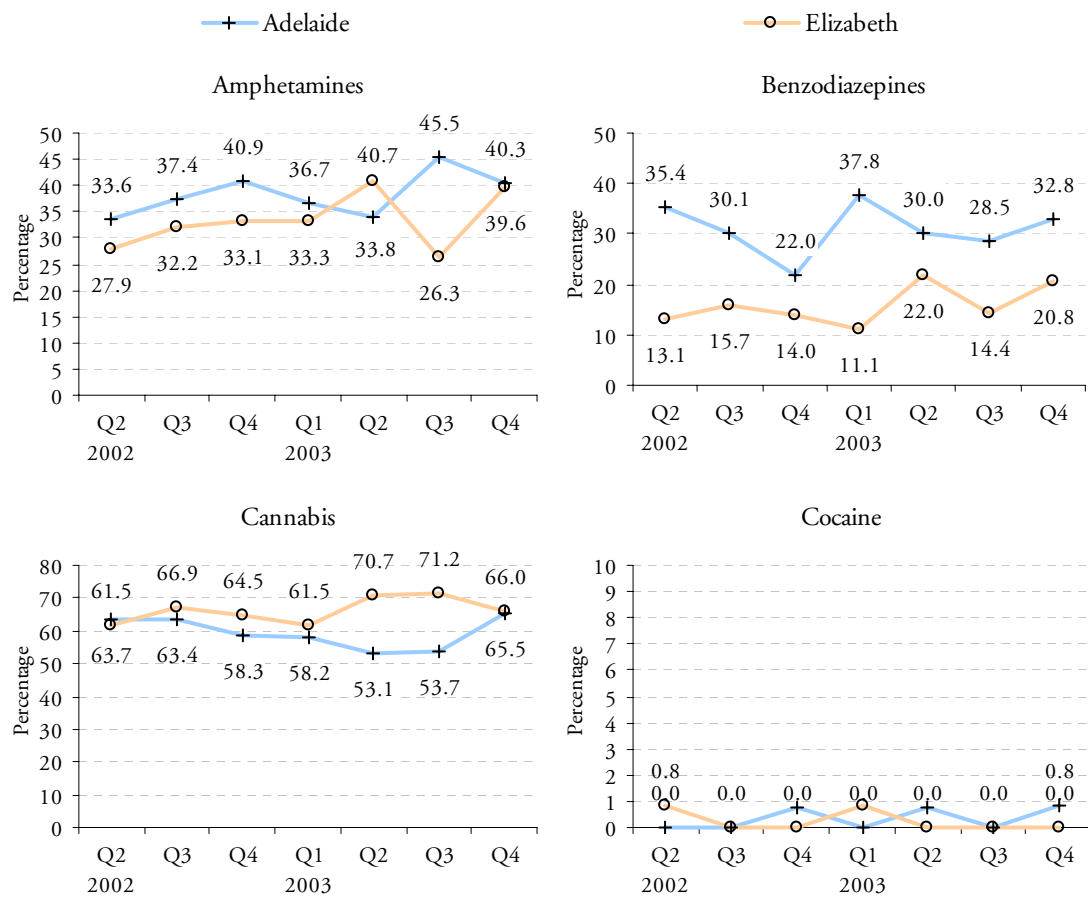 Adelaide Elizabeth
Amphetamines
Percentage
50
45
40
35
30
25
20
15
10
5
0
33.6 37.4 40.9 36.7 40.7 45.5 40.3
27.9 32.2 33.1 33.3 33.8 26.3 39.6
Q2 Q3 Q4 Q1 Q2 Q3 Q4
2002 2003
Benzodiazepines
Percentage
50
40
30
20
10
0
35.4 30.1 22.0 37.8 30.0 28.5 32.8
13.1 15.7 14.0 11.1 22.0 14.4 20.8
Q2 Q3 Q4 Q1 Q2 Q3 Q4
2002 2003
Cannabis
Percentage
80
70
60
50
40
30
20
10
0
61.5 66.9 64.5 61.5 70.7 71.2 66.0
63.7 63.4 58.3 58.2 53.1 53.7 65.5
Q2 Q3 Q4 Q1 Q2 Q3 Q4
2002 2003
Cocaine
Percentage
10
9
8
7
6
5
4
3
2
1
0
0.8 0.8
0.0 0.0 0.0 0.0 0.0 0.0 0.0
Q2 Q3 Q4 Q1 Q2 Q3 Q4
2002 2003